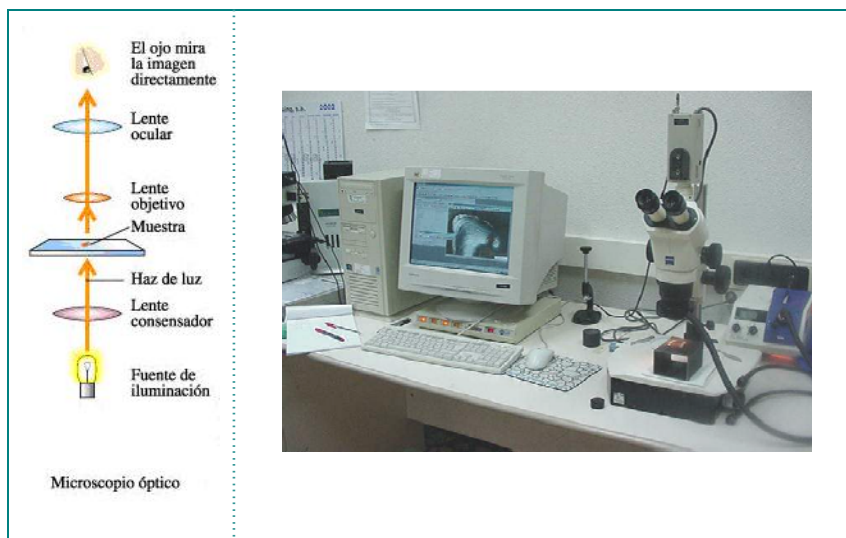 El ojo mira
la imagen
directamente
Lente
ocular
Lente
objetivo
Muestra
Haz de luz
Lente
consensador
Fuente de
iluminación
Microscopio óptico